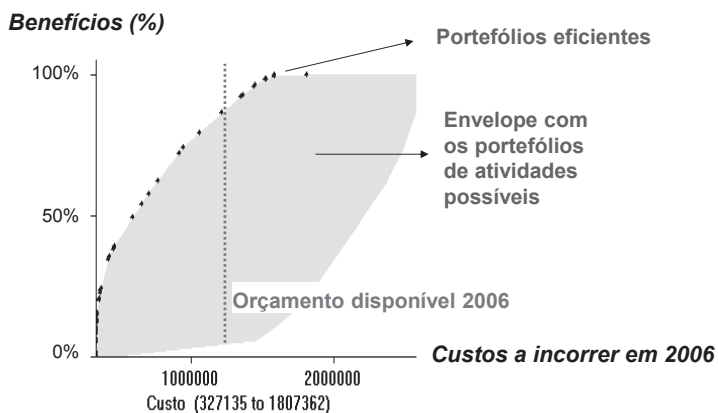 Benefícios (%)
Portefólios eficientes
100%
Envelope com
os portefólios
de atividades
possíveis
50%
Orçamento disponível 2006
0%
Custos a incorrer em 2006
1000000 2000000
Custo (327135 to 1807362)